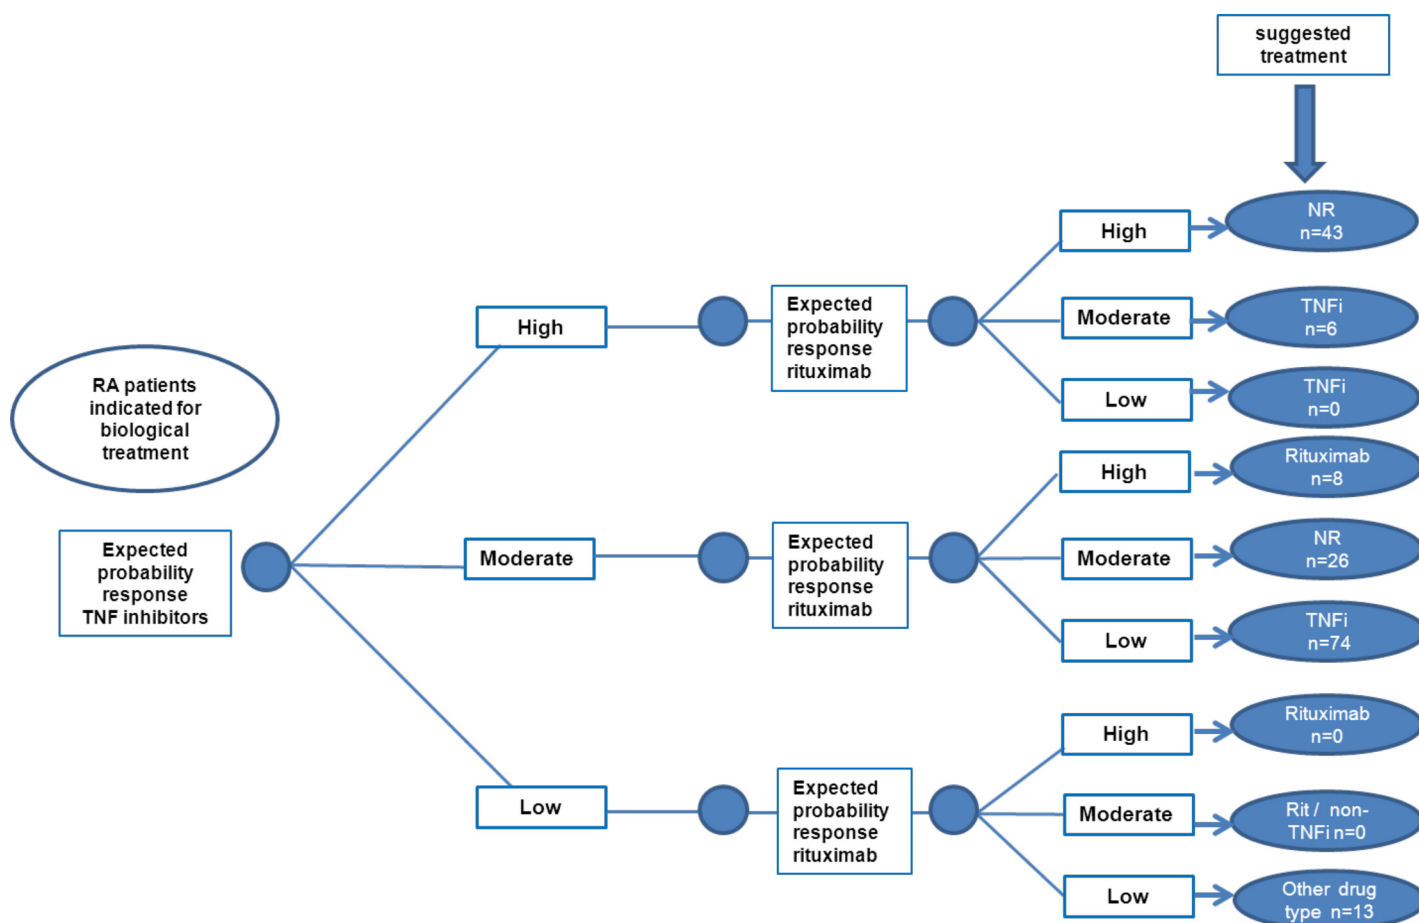 suggested
treatment
RA patients
indicated for
biological
treatment
Expected
probability
response
TNF inhibitors
High
Expected
probability
response
rituximab
High
NR
n=43
Moderate
TNFi
n=6
Low
TNFi
n=0
Moderate
Expected
probability
response
rituximab
High
Rituximab
n=8
Moderate
NR
n=26
Low
TNFi
n=74
Low
Expected
probability
response
rituximab
High
Rituximab
n=0
Moderate
Rit / non-
TNFi n=0
Low
Other drug
type n=13